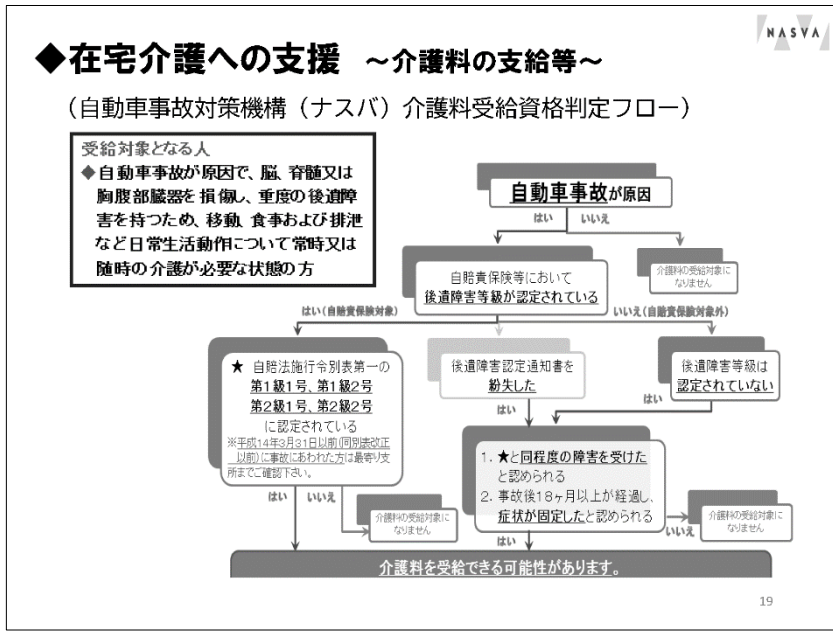 NASVA
◆在宅介護への支援　～介護料の支給等～
（自動車事故対策機構（ナスバ）介護料受給資格判定フロー）
受給対象となる人
◆自動車事故が原因で、脳、脊髄又は
胸腹部臓器を損傷し、重度の後遺障
害を持つため、移動、食事および排泄
など日常生活動作について常時又は
随時の介護が必要な状態の方
自動車事故が原因
はい　いいえ
介護料の受給対象に
なりません
自賠責保険等において
後遺障害等級が認定されている
はい（自賠責保険対象）
いいえ（自賠責保険対象外）
★ 自賠法施行令別表第一の
第1級1号、第1級2号
第2級1号、第2級2号
に認定されている
※平成14年3月31日以前（同別表改正
以前）に事故にあわれた方は最寄り支
所までご確認下さい。
はい　いいえ
介護料の受給対象に
なりません
後遺障害認定通知書を
紛失した
はい
後遺障害等級は
認定されていない
はい
1. ★と同程度の障害を受けた
と認められる
2. 事故後18ヶ月以上が経過し、
症状が固定したと認められる
はい
いいえ
介護料の受給対象に
なりません
介護料を受給できる可能性があります。
19